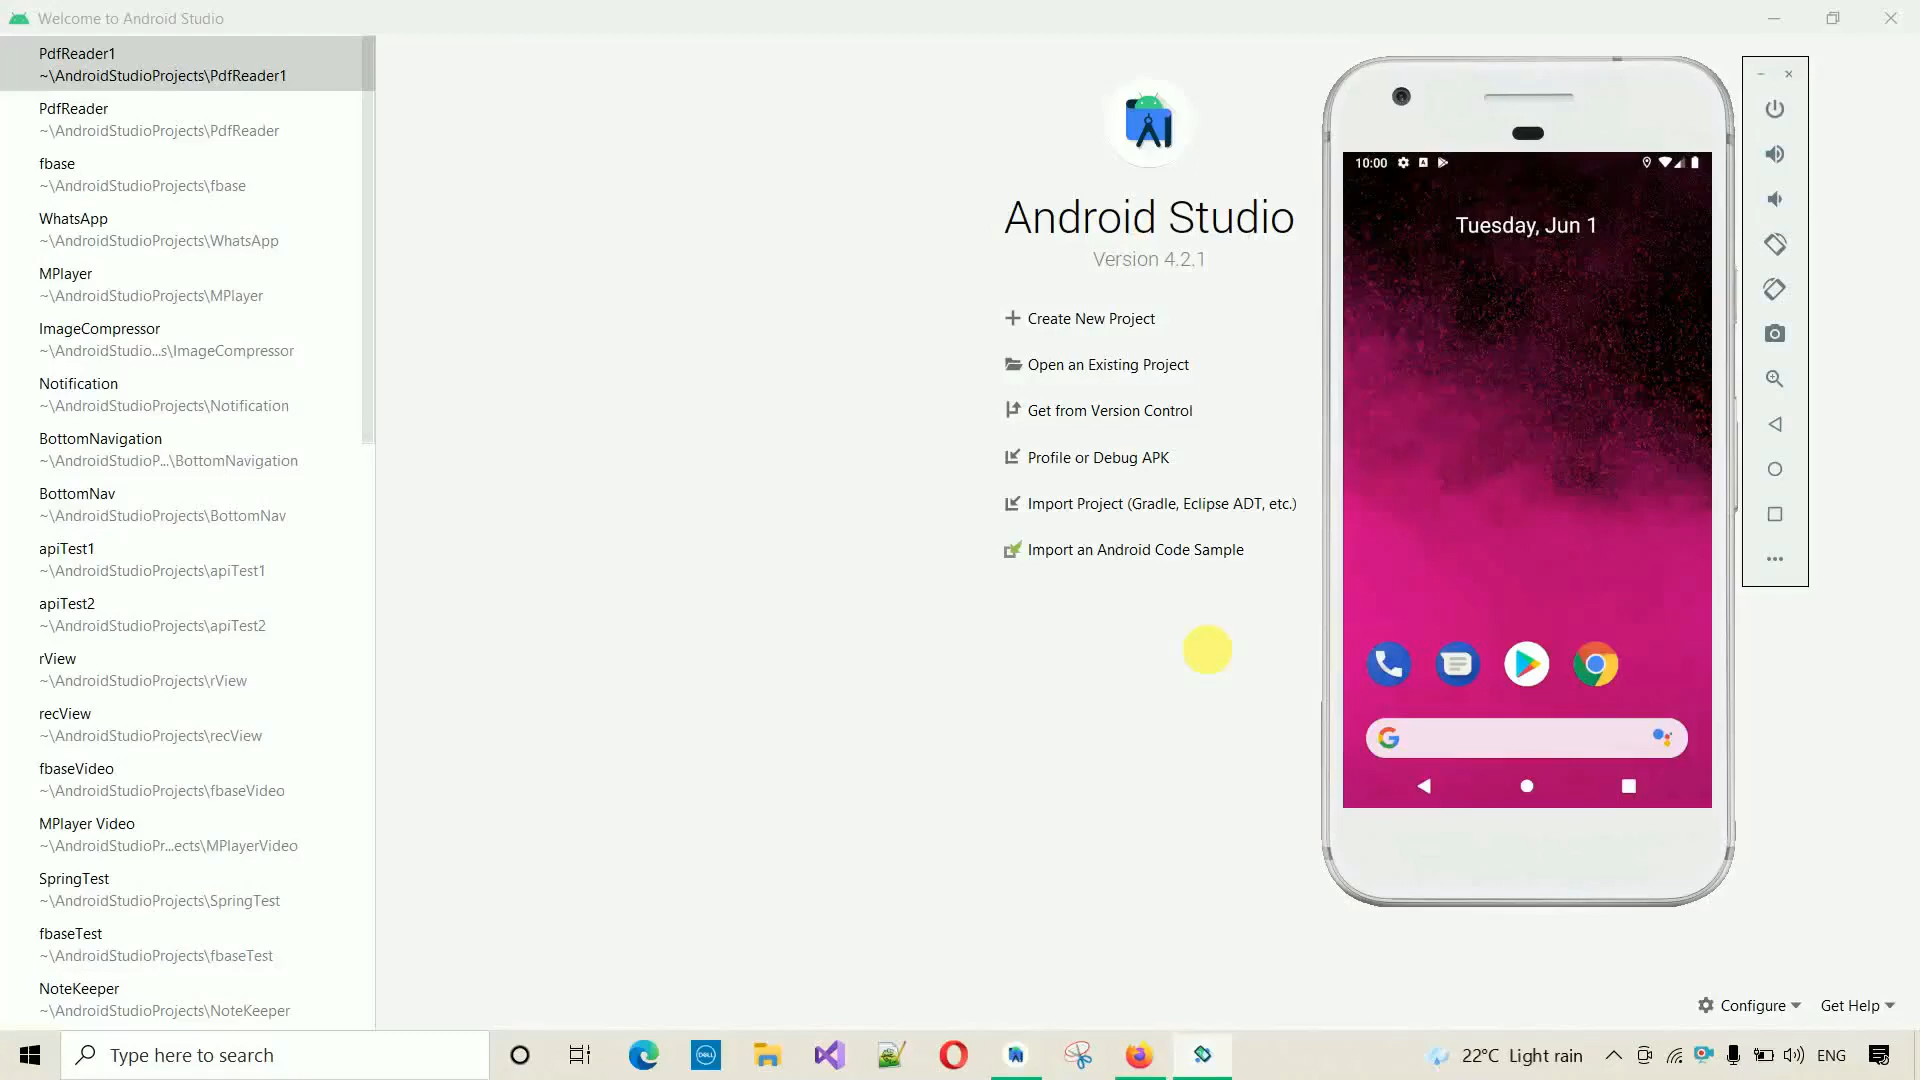 Welcome to Android Studio
PdfReader1
~\AndroidStudioProjects\PdfReader1
PdfReader
~\AndroidStudioProjects\PdfReader
fbase
~\AndroidStudioProjects\fbase
WhatsApp
~\AndroidStudioProjects\WhatsApp
MPlayer
~\AndroidStudioProjects\MPlayer
ImageCompressor
~\AndroidStudio...s\ImageCompressor
Notification
~\AndroidStudioProjects\Notification
BottomNavigation
~\AndroidStudioP...\BottomNavigation
BottomNav
~\AndroidStudioProjects\BottomNav
apiTest1
~\AndroidStudioProjects\apiTest1
apiTest2
~\AndroidStudioProjects\apiTest2
rView
~\AndroidStudioProjects\rView
recView
~\AndroidStudioProjects\recView
fbaseVideo
~\AndroidStudioProjects\fbaseVideo
MPlayer Video
~\AndroidStudioPr...ects\MPlayerVideo
SpringTest
~\AndroidStudioProjects\SpringTest
fbaseTest
~\AndroidStudioProjects\fbaseTest
NoteKeeper
~\AndroidStudioProjects\NoteKeeper
Android Studio
Version 4.2.1
Create New Project
Open an Existing Project
Get from Version Control
Profile or Debug APK
Import Project (Gradle, Eclipse ADT, etc.)
Import an Android Code Sample
10:00
Tuesday, Jun 1
Configure
Get Help
Type here to search
DELL
22°C Light rain
ENG